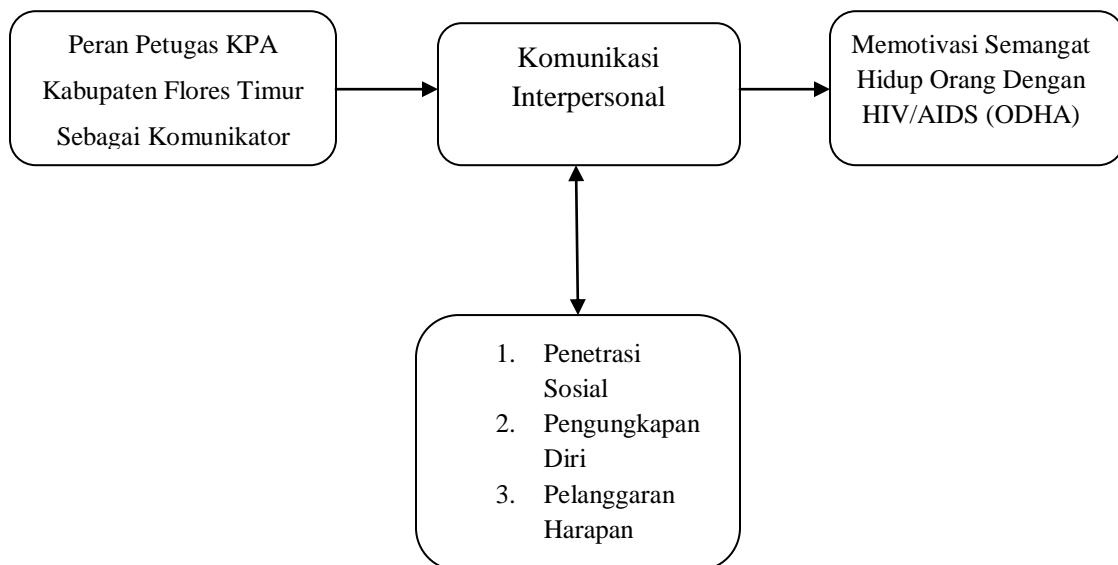 Peran Petugas KPA
Kabupaten Flores Timur
Sebagai Komunikator
Komunikasi
Interpersonal
Memotivasi Semangat
Hidup Orang Dengan
HIV/AIDS (ODHA)
1. Penetrasi
Sosial
2. Pengungkapan
Diri
3. Pelanggaran
Harapan